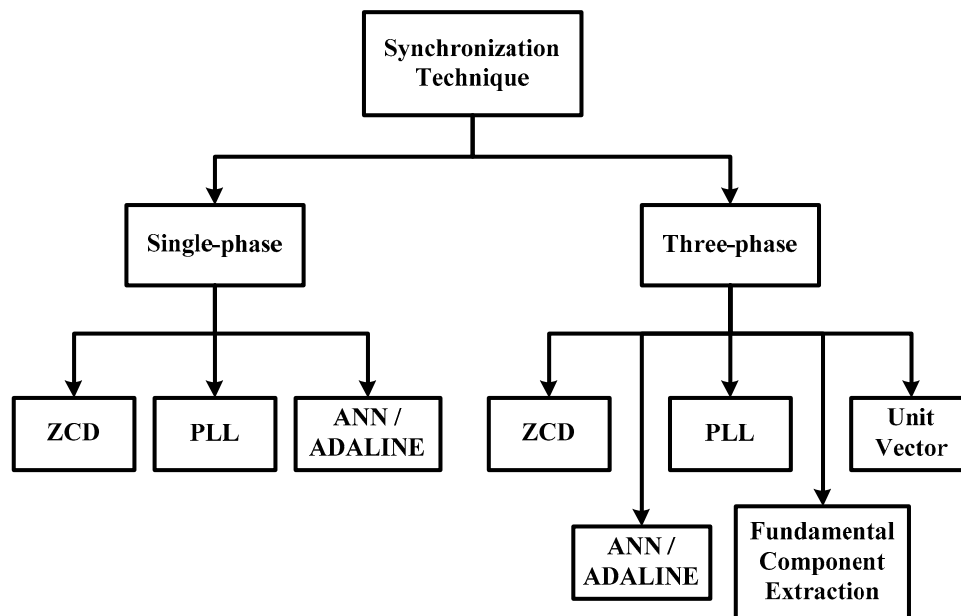 Synchronization
Technique
Single-phase
Three-phase
ZCD
PLL
ANN /
ADALINE
ZCD
PLL
Unit
Vector
ANN /
ADALINE
Fundamental
Component
Extraction